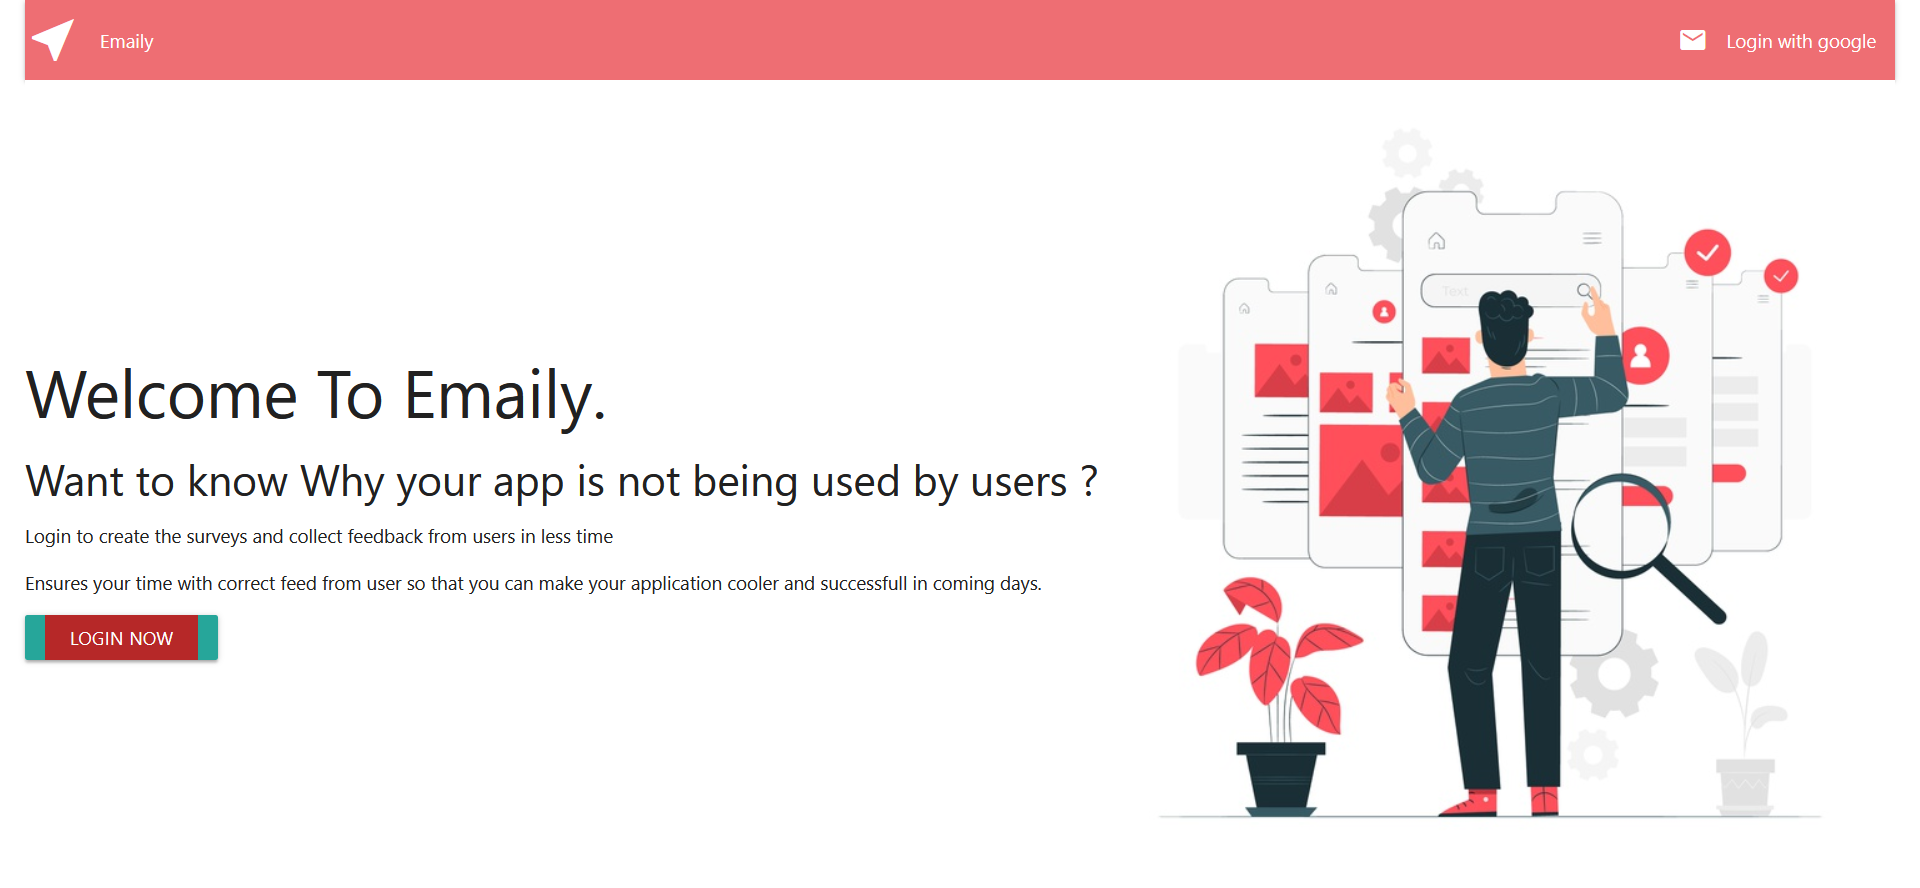 Emaily
Login with google
Text
Welcome To Emaily.
Want to know Why your app is not being used by users ?
Login to create the surveys and collect feedback from users in less time
Ensures your time with correct feed from user so that you can make your application cooler and successfull in coming days.
LOGIN NOW